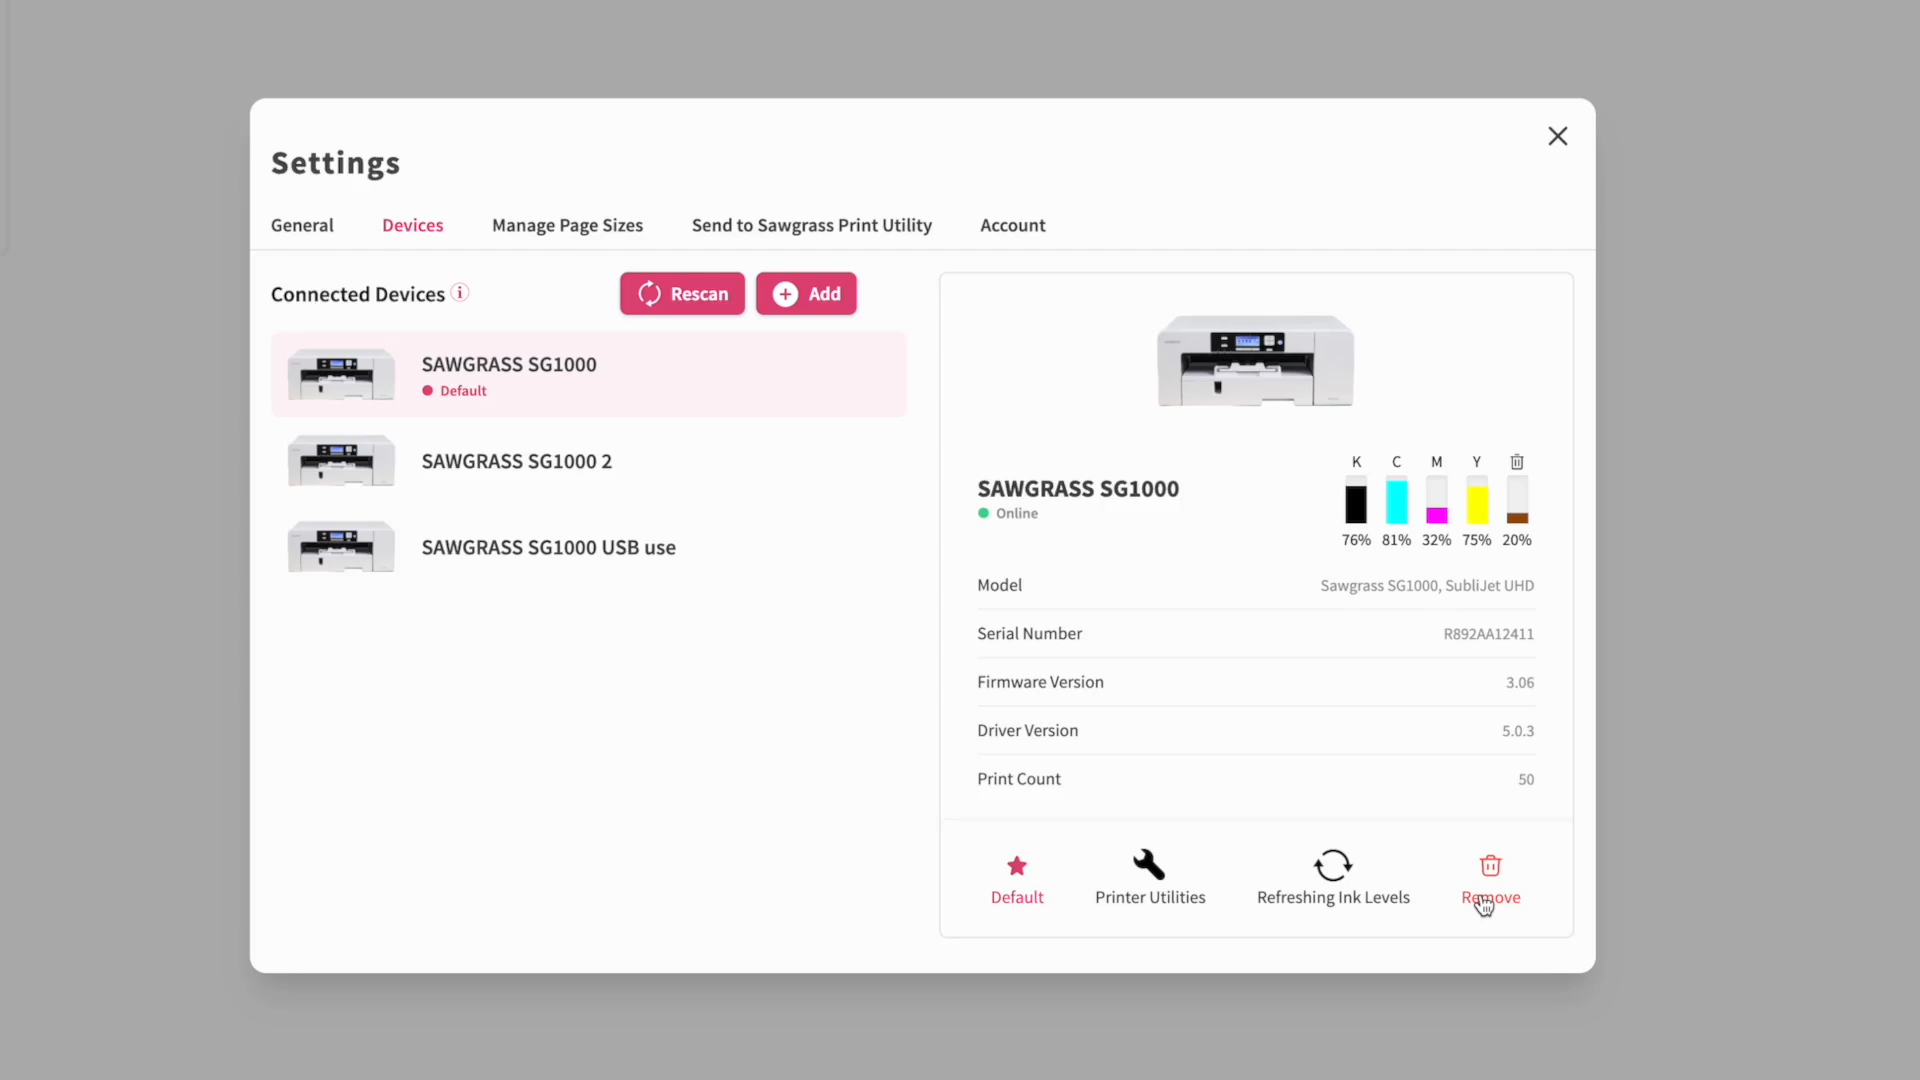 Settings
General Devices Manage Page Sizes Send to Sawgrass Print Utility Account
Connected Devices i Rescan Add
SAWGRASS SG1000
Default
SAWGRASS SG1000 2
SAWGRASS SG1000 USB use
K C M Y
SAWGRASS SG1000
Online
76% 81% 32% 75% 20%
Model Sawgrass SG1000, SubliJet UHD
Serial Number R892AA12411
Firmware Version 3.06
Driver Version 5.0.3
Print Count 50
Default Printer Utilities Refreshing Ink Levels Remove